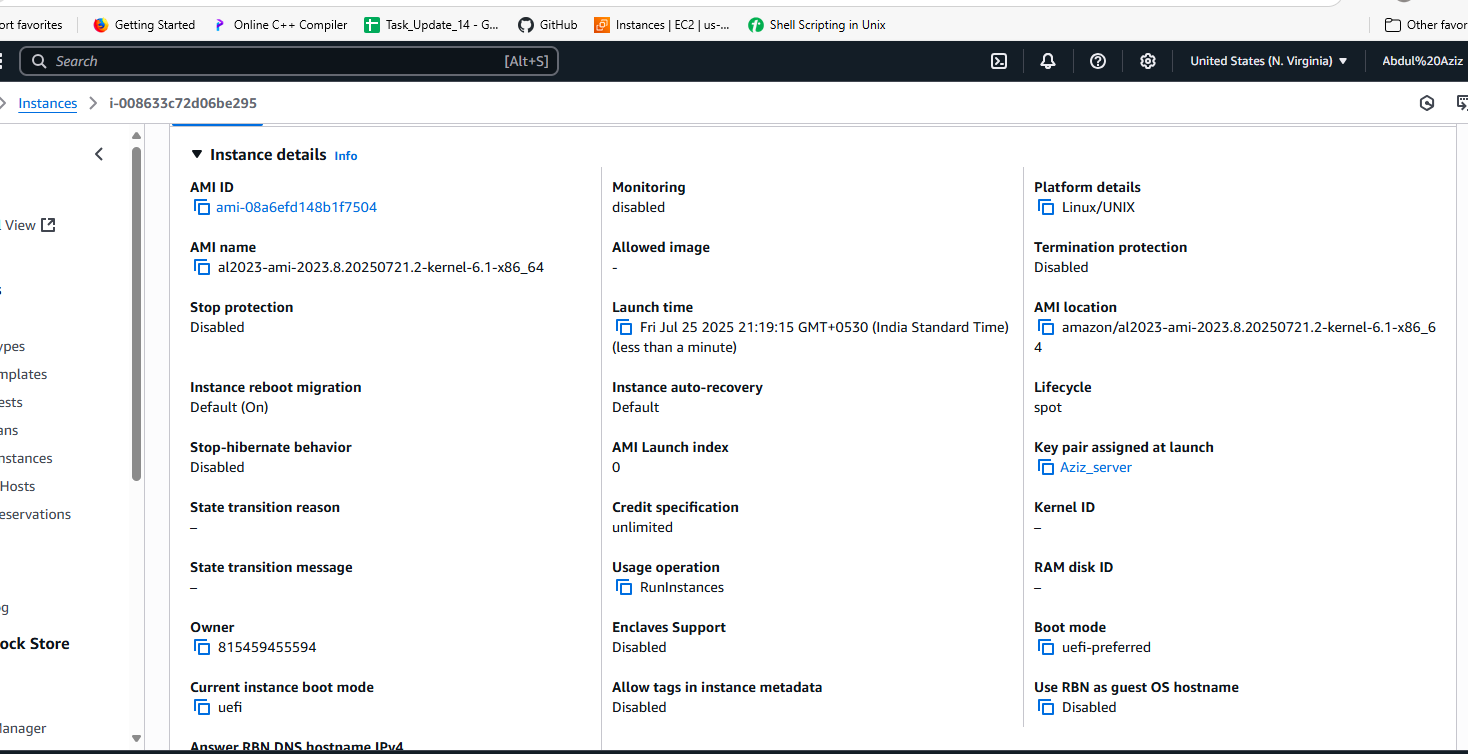 ort favorites Getting Started Online C++ Compiler Task_Update_14 - G... GitHub Instances | EC2 | us-... Shell Scripting in Unix Other favor
Search [Alt+S] United States (N. Virginia) Abdul%20Aziz
Instances i-008633c72d06be295
Instance details Info
AMI ID
ami-08a6efd148b1f7504
AMI name
al2023-ami-2023.8.20250721.2-kernel-6.1-x86_64
Stop protection
Disabled
Instance reboot migration
Default (On)
Stop-hibernate behavior
Disabled
State transition reason
–
State transition message
–
Owner
815459455594
Current instance boot mode
uefi
Answer RBN DNS hostname IPv4
Monitoring
disabled
Allowed image
-
Launch time
Fri Jul 25 2025 21:19:15 GMT+0530 (India Standard Time)
(less than a minute)
Instance auto-recovery
Default
AMI Launch index
0
Credit specification
unlimited
Usage operation
RunInstances
Enclaves Support
Disabled
Allow tags in instance metadata
Disabled
Platform details
Linux/UNIX
Termination protection
Disabled
AMI location
amazon/al2023-ami-2023.8.20250721.2-kernel-6.1-x86_6
4
Lifecycle
spot
Key pair assigned at launch
Aziz_server
Kernel ID
–
RAM disk ID
–
Boot mode
uefi-preferred
Use RBN as guest OS hostname
Disabled
View
ypes
mplates
ests
ans
nstances
Hosts
eservations
og
ock Store
Manager